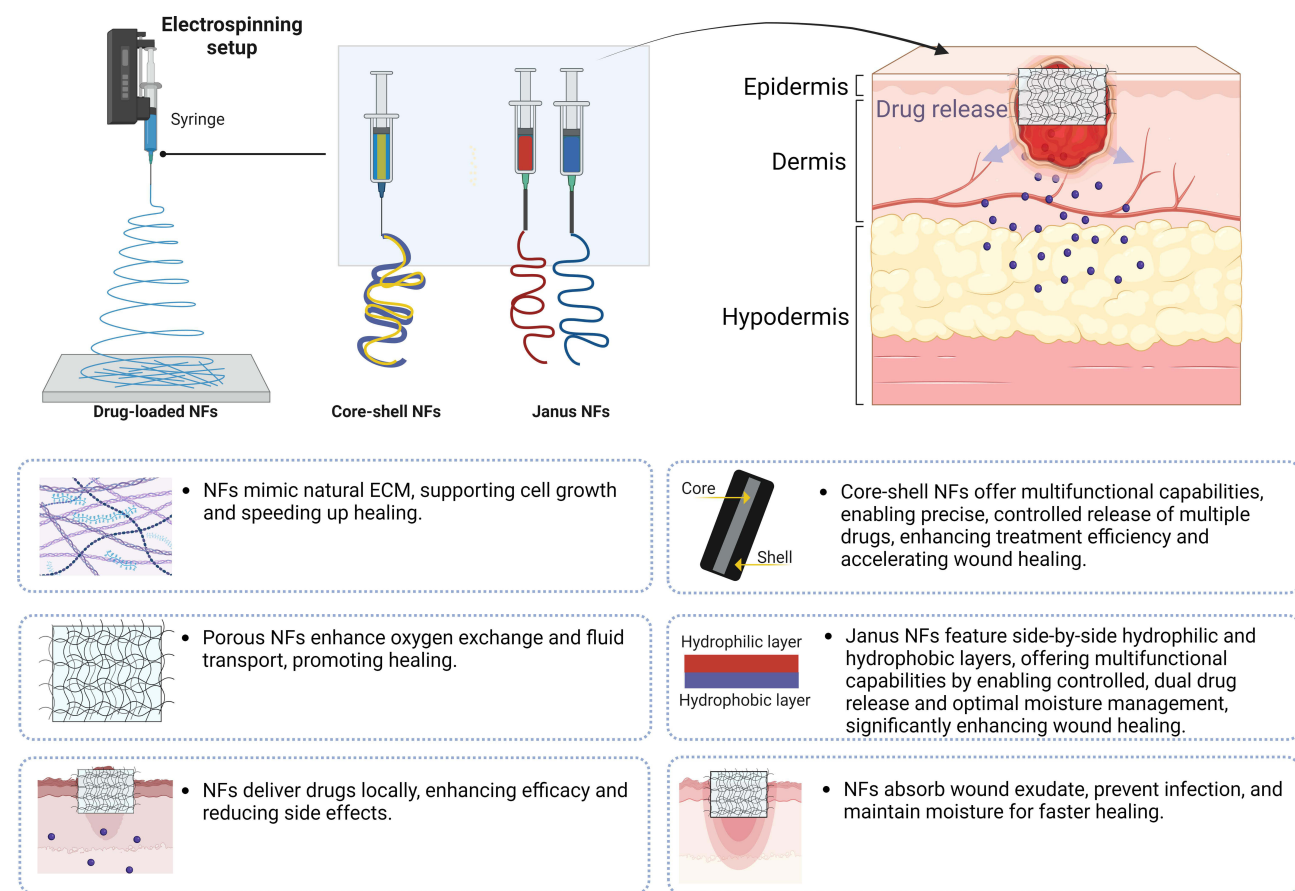 Electrospinning
setup
Syringe
Drug-loaded NFs
Core-shell NFs
Janus NFs
Epidermis
Drug release
Dermis
Hypodermis
• NFs mimic natural ECM, supporting cell growth
and speeding up healing.
Core
Shell
• Core-shell NFs offer multifunctional capabilities,
enabling precise, controlled release of multiple
drugs, enhancing treatment efficiency and
accelerating wound healing.
• Porous NFs enhance oxygen exchange and fluid
transport, promoting healing.
Hydrophilic layer
Hydrophobic layer
• Janus NFs feature side-by-side hydrophilic and
hydrophobic layers, offering multifunctional
capabilities by enabling controlled, dual drug
release and optimal moisture management,
significantly enhancing wound healing.
• NFs deliver drugs locally, enhancing efficacy and
reducing side effects.
• NFs absorb wound exudate, prevent infection, and
maintain moisture for faster healing.